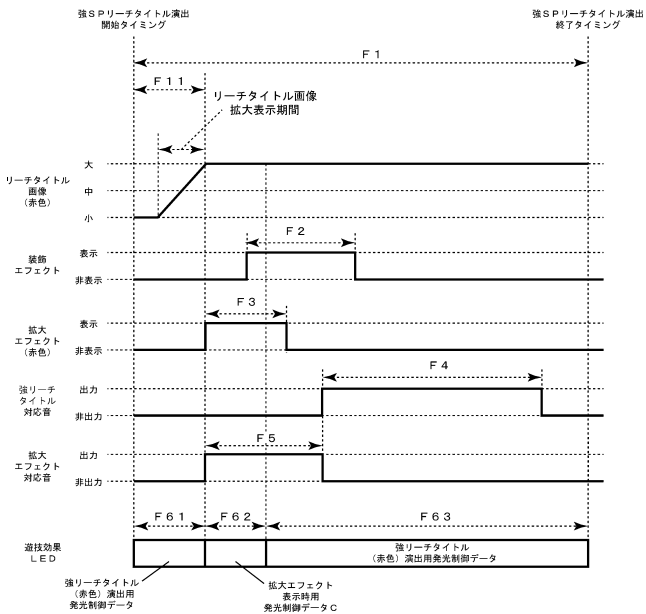 強ＳＰリーチタイトル演出
開始タイミング
強ＳＰリーチタイトル演出
終了タイミング
Ｆ１
Ｆ１１
リーチタイトル画像
拡大表示期間
リーチタイトル
画像
（赤色）
大
中
小
Ｆ２
装飾
エフェクト
表示
非表示
Ｆ３
拡大
エフェクト
（赤色）
表示
非表示
Ｆ４
強リーチ
タイトル
対応音
出力
非出力
Ｆ５
拡大
エフェクト
対応音
出力
非出力
Ｆ６１
Ｆ６２
Ｆ６３
遊技効果
ＬＥＤ
強リーチタイトル
（赤色）演出用発光制御データ
強リーチタイトル
（赤色）演出用
発光制御データ
拡大エフェクト
表示時用
発光制御データＣ